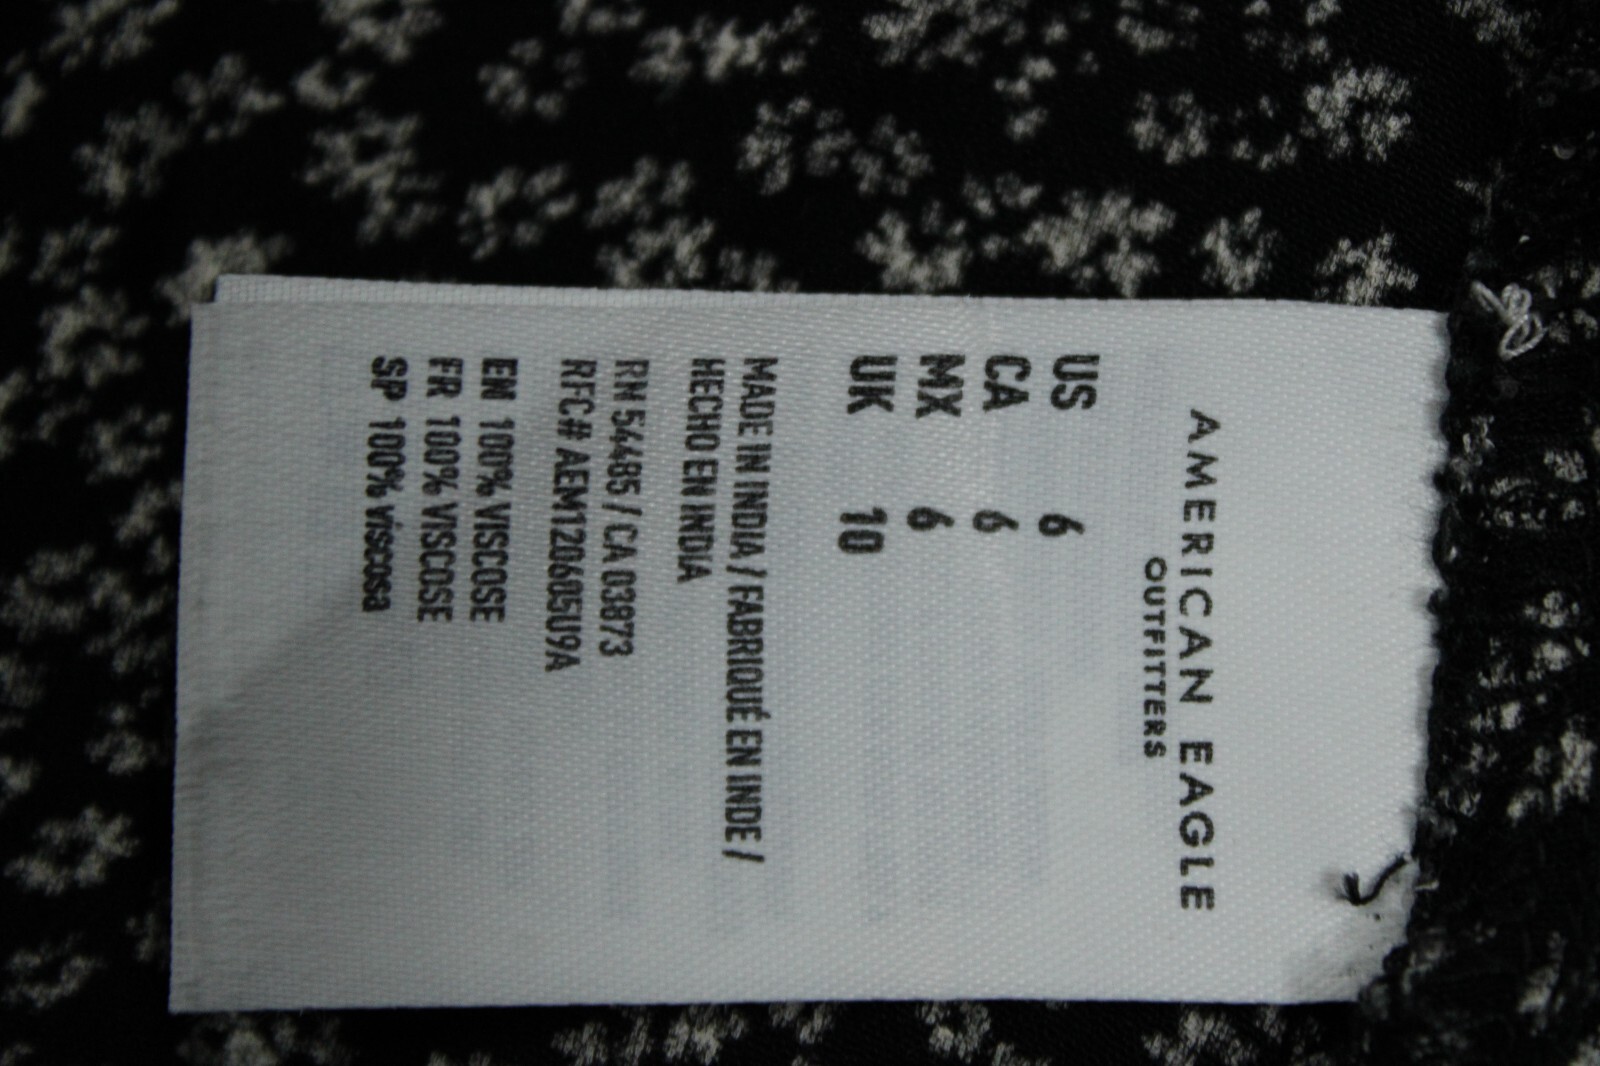 AMERICAN EAGLE
OUTFITTERS
US 6
CA 6
MX 6
UK 10
MADE IN INDIA / FABRIQUÉ EN INDE /
HECHO EN INDIA
RN 54485 / CA 03873
RFC# AEM120605U9A
EN 100% VISCOSE
FR 100% VISCOSE
SP 100% viscosa